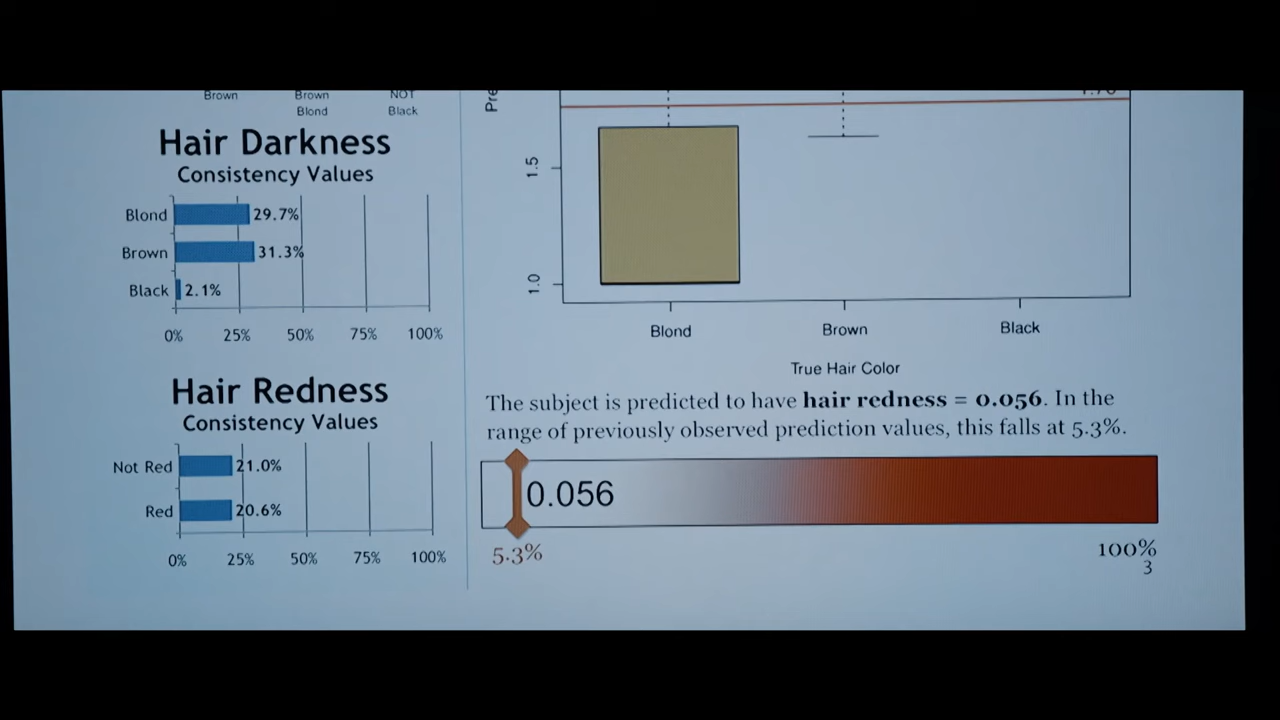 Brown
Brown
Blond
NOT
Black
Hair Darkness
Consistency Values
Blond 29.7%
Brown 31.3%
Black 2.1%
0% 25% 50% 75% 100%
Hair Redness
Consistency Values
Not Red 21.0%
Red 20.6%
0% 25% 50% 75% 100%
1.5
1.0
Blond Brown Black
True Hair Color
The subject is predicted to have hair redness = 0.056. In the
range of previously observed prediction values, this falls at 5.3%.
0.056
5.3% 100%
3